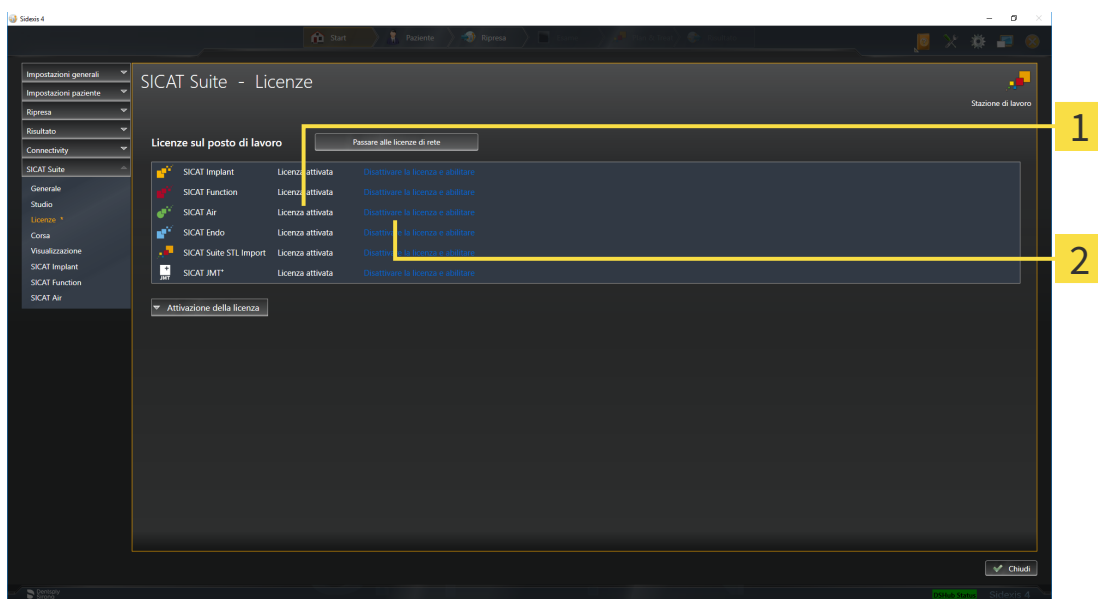 Sidexis 4
Start Paziente Ripresa
Impostazioni generali
Impostazioni paziente
Ripresa
Risultato
Connectivity
SICAT Suite
Generale
Studio
Licenze *
Corsa
Visualizzazione
SICAT Implant
SICAT Function
SICAT Air
SICAT Suite - Licenze
Stazione di lavoro
Licenze sul posto di lavoro Passare alle licenze di rete
SICAT Implant Licenza attivata Disattivare la licenza e abilitare
SICAT Function Licenza attivata Disattivare la licenza e abilitare
SICAT Air Licenza attivata Disattivare la licenza e abilitare
SICAT Endo Licenza attivata Disattivare la licenza e abilitare
SICAT Suite STL Import Licenza attivata Disattivare la licenza e abilitare
JMT SICAT JMT+ Licenza attivata Disattivare la licenza e abilitare
Attivazione della licenza
1
2
Chiudi
Dentsply
Sirona
Sidexis 4